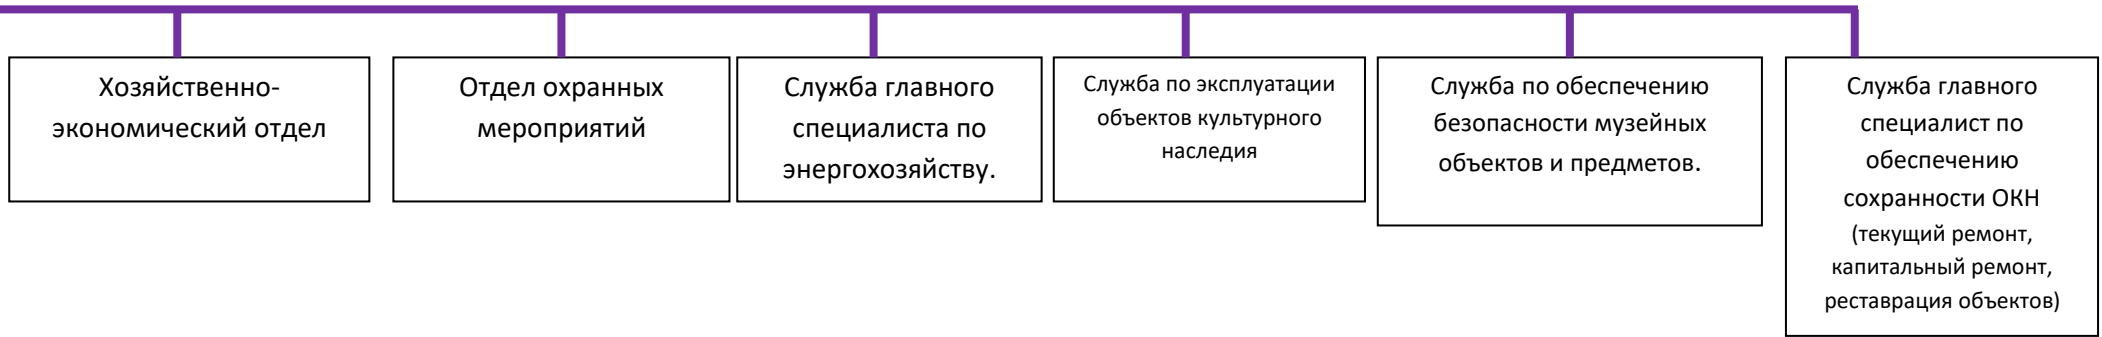 Хозяйственно-
экономический отдел
Отдел охранных
мероприятий
Служба главного
специалиста по
энергохозяйству.
Служба по эксплуатации
объектов культурного
наследия
Служба по обеспечению
безопасности музейных
объектов и предметов.
Служба главного
специалист по
обеспечению
сохранности ОКН
(текущий ремонт,
капитальный ремонт,
реставрация объектов)